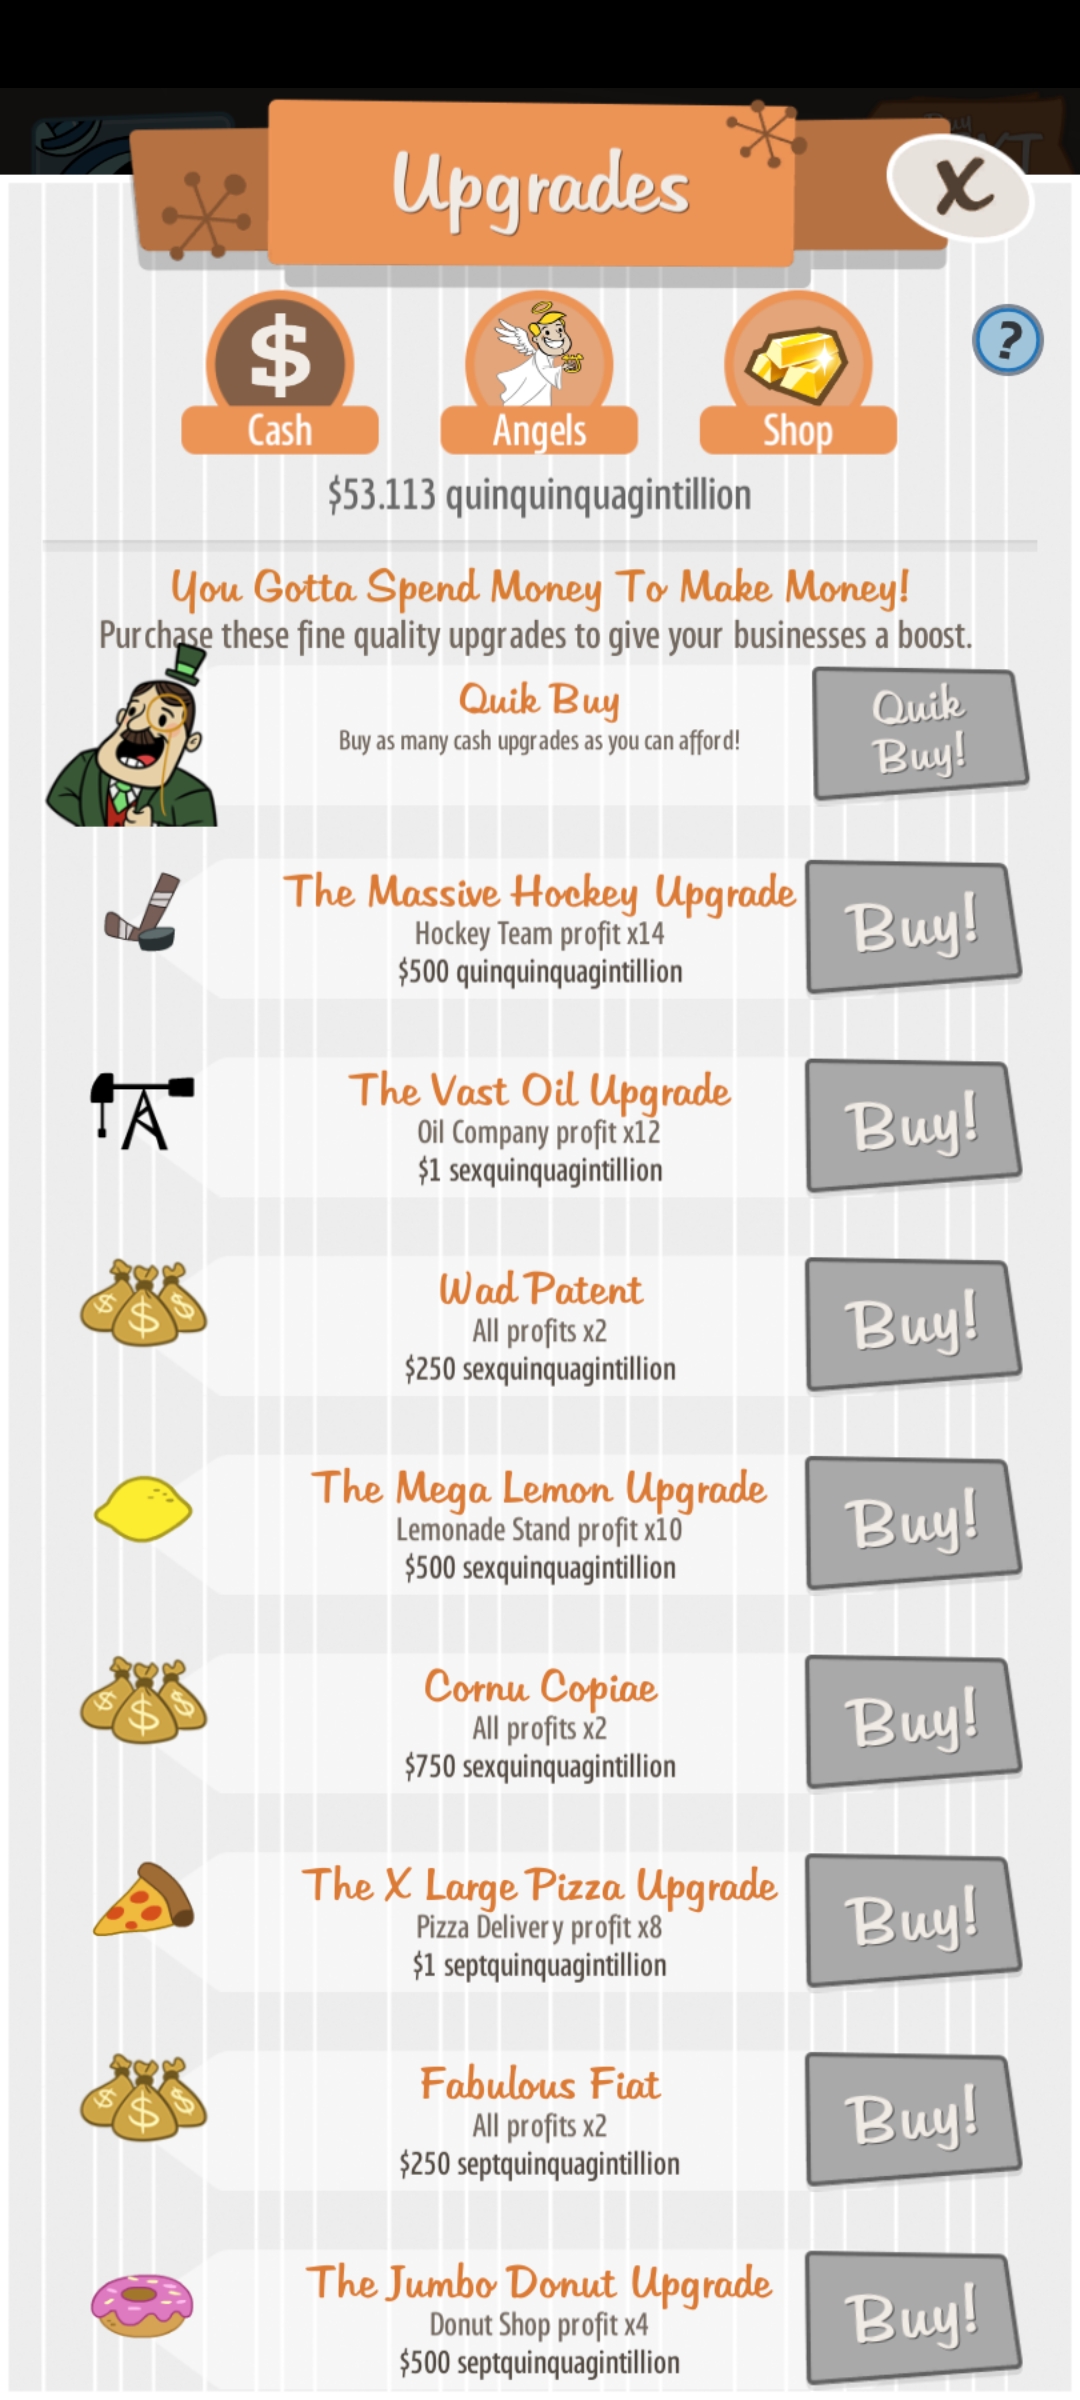 Buy
KT
Upgrades
X
?
$
Cash
Angels
Shop
$53.113 quinquinquagintillion
You Gotta Spend Money To Make Money!
Purchase these fine quality upgrades to give your businesses a boost.
Quik Buy
Buy as many cash upgrades as you can afford!
Quik
Buy!
The Massive Hockey Upgrade
Hockey Team profit x14
$500 quinquinquagintillion
Buy!
The Vast Oil Upgrade
Oil Company profit x12
$1 sexquinquagintillion
Buy!
$ $ $
Wad Patent
All profits x2
$250 sexquinquagintillion
Buy!
The Mega Lemon Upgrade
Lemonade Stand profit x10
$500 sexquinquagintillion
Buy!
$ $ $
Cornu Copiae
All profits x2
$750 sexquinquagintillion
Buy!
The X Large Pizza Upgrade
Pizza Delivery profit x8
$1 septquinquagintillion
Buy!
$ $ $
Fabulous Fiat
All profits x2
$250 septquinquagintillion
Buy!
The Jumbo Donut Upgrade
Donut Shop profit x4
$500 septquinquagintillion
Buy!